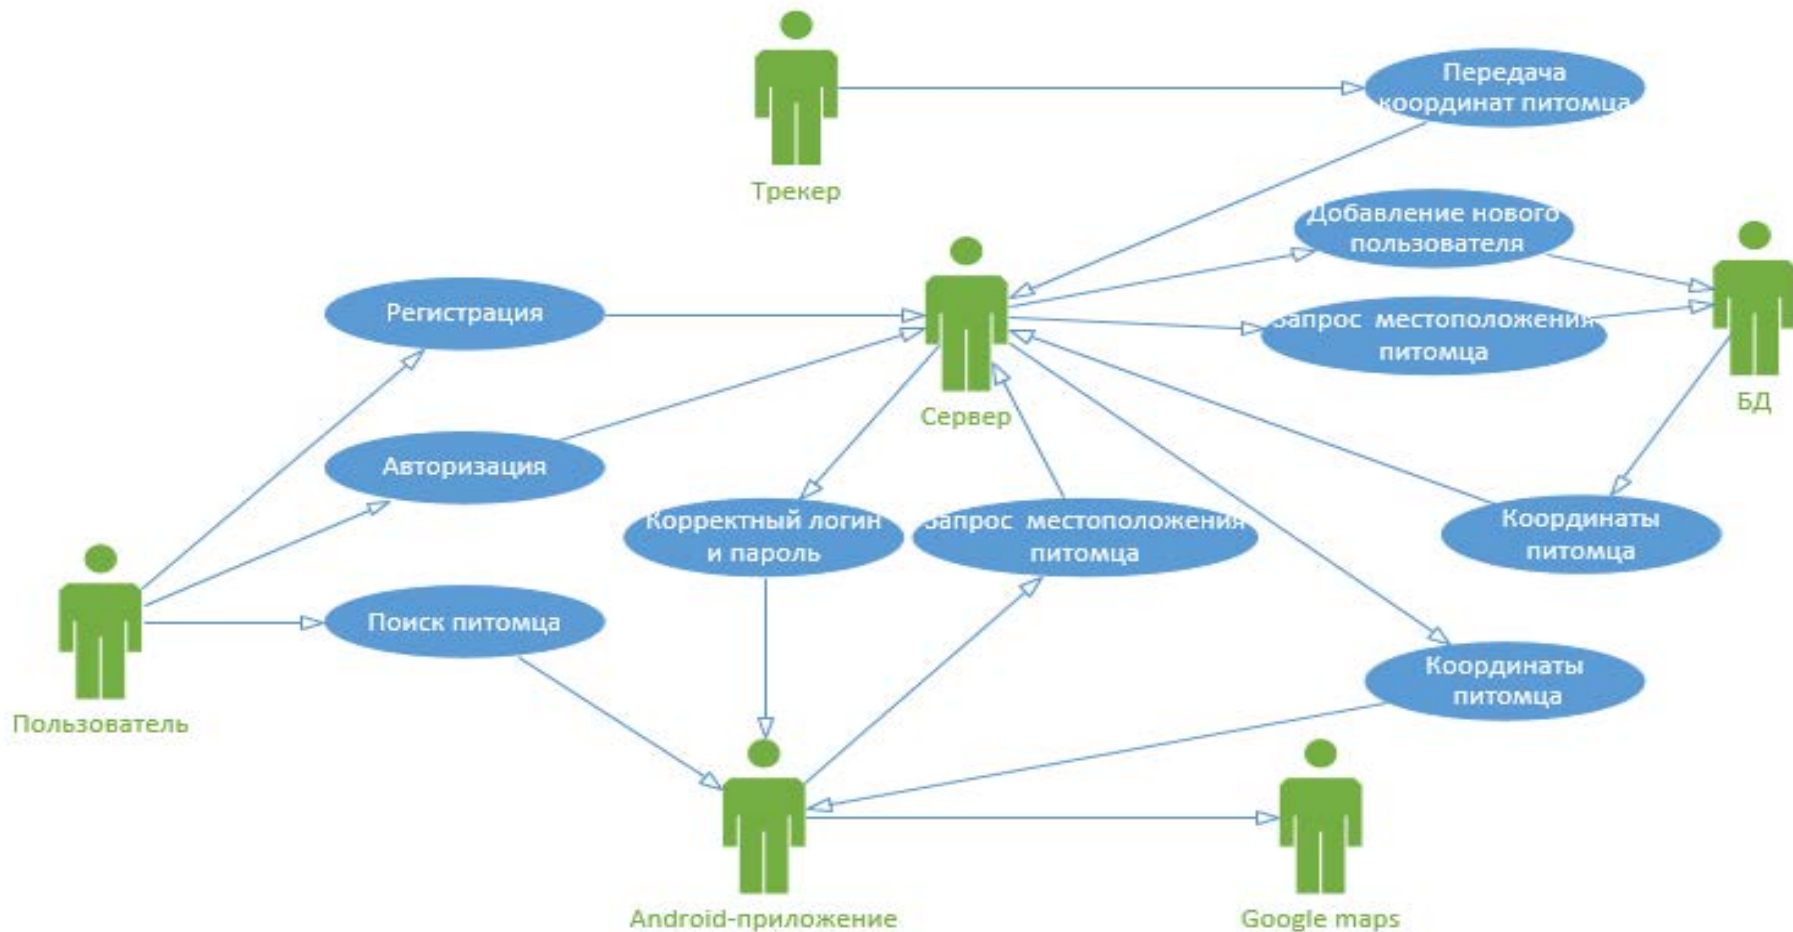 Передача
координат питомца
Трекер
Добавление нового
пользователя
Регистрация
Запрос местоположения
питомца
БД
Сервер
Авторизация
Корректный логин
и пароль
Запрос местоположения
питомца
Координаты
питомца
Поиск питомца
Координаты
питомца
Пользователь
Android-приложение
Google maps